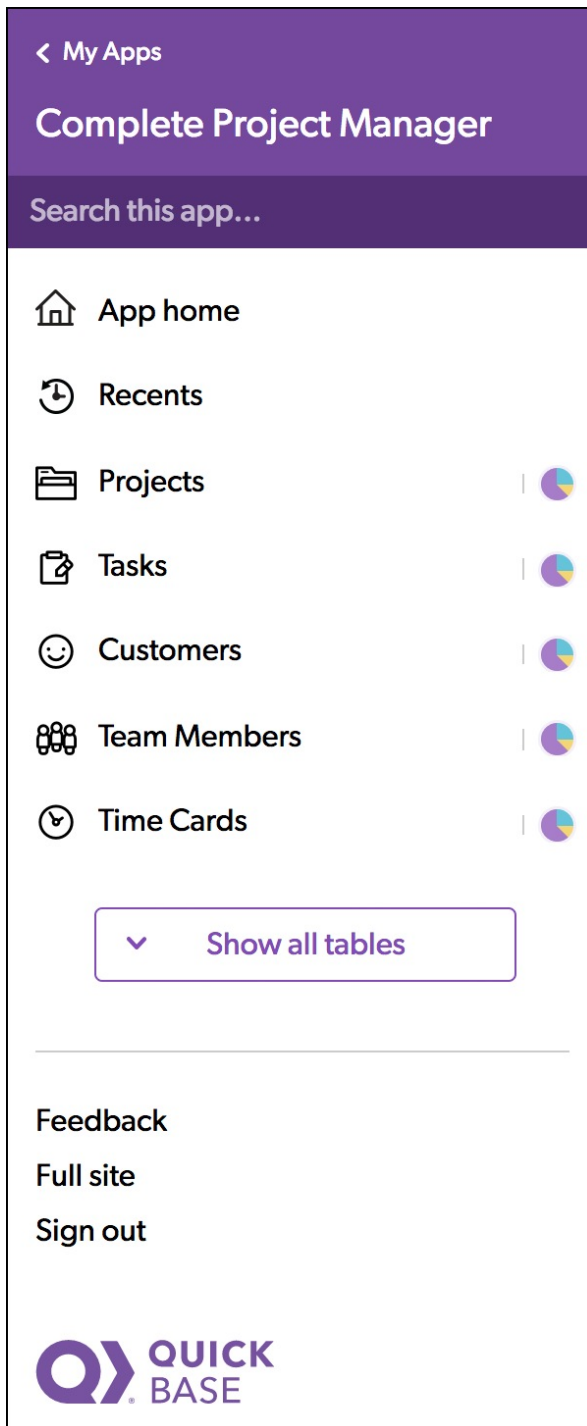 My Apps
Complete Project Manager
Search this app...
App home
Recents
Projects
Tasks
Customers
Team Members
Time Cards
Show all tables
Feedback
Full site
Sign out
QUICK
BASE